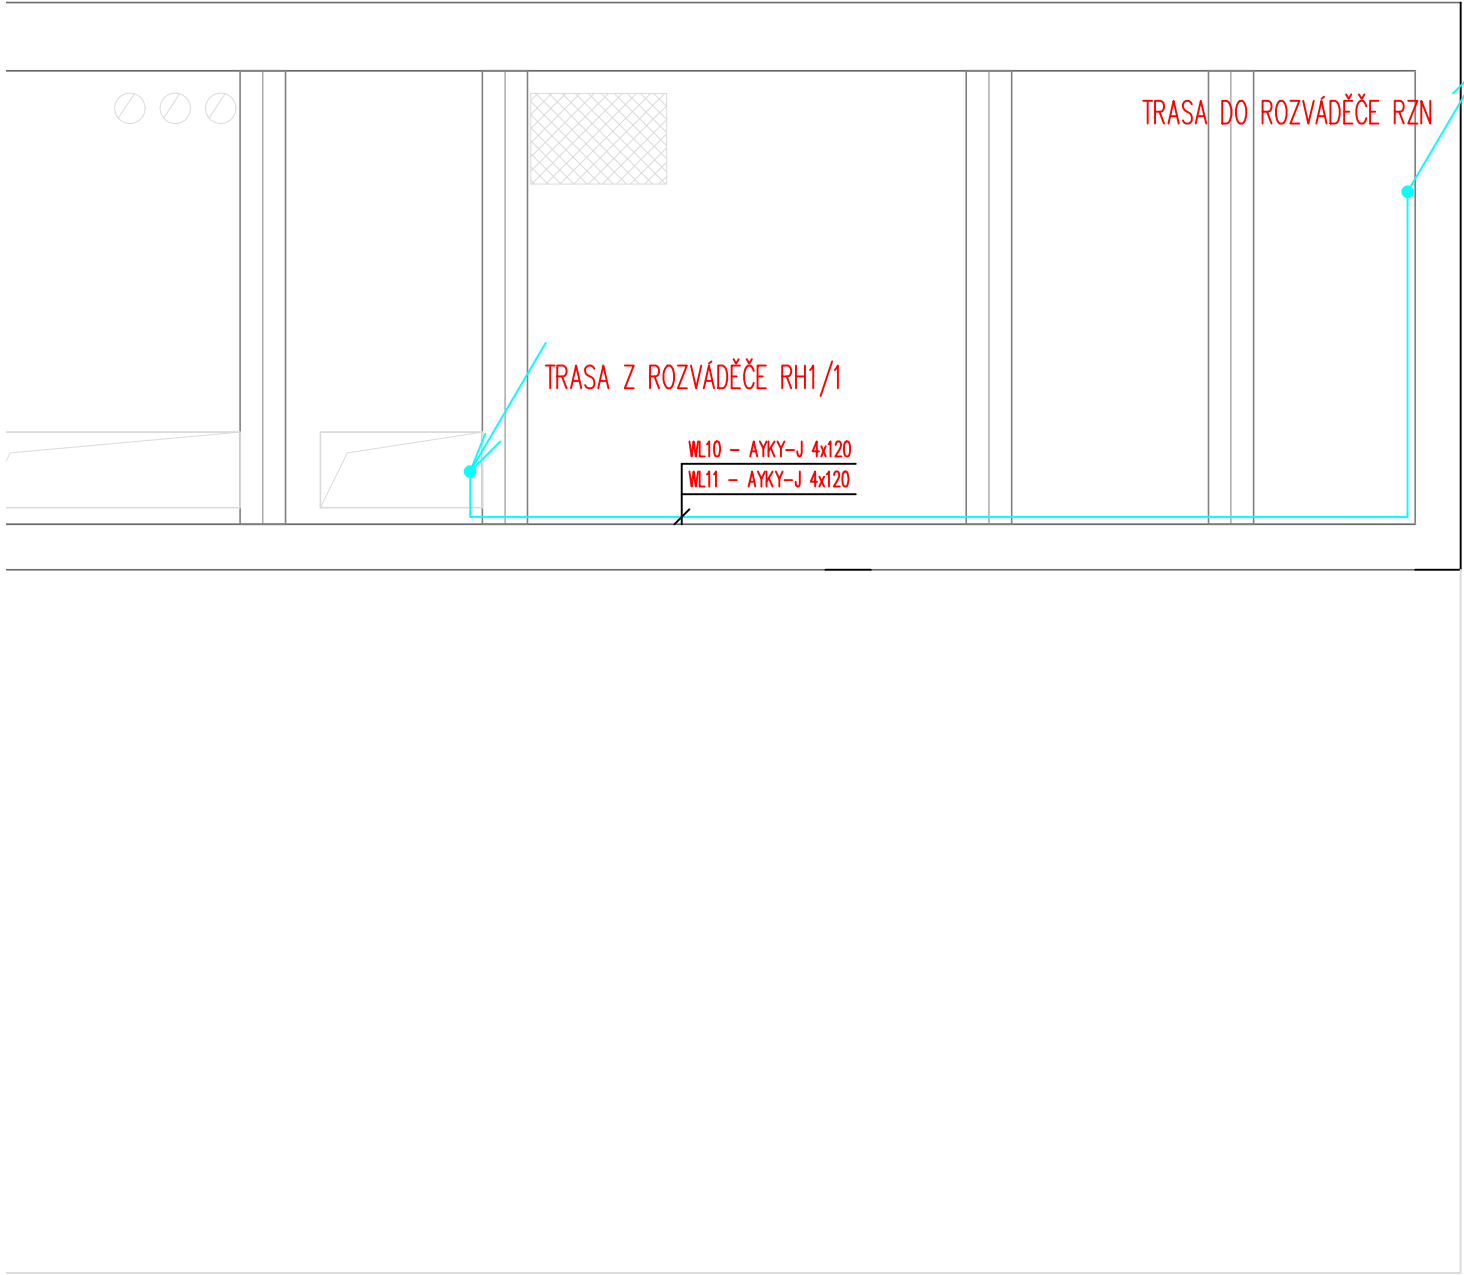 TRASA DO ROZVÁDĚČE RZN
TRASA Z ROZVÁDĚČE RH1/1
WL10 - AYKY-J 4x120
WL11 - AYKY-J 4x120